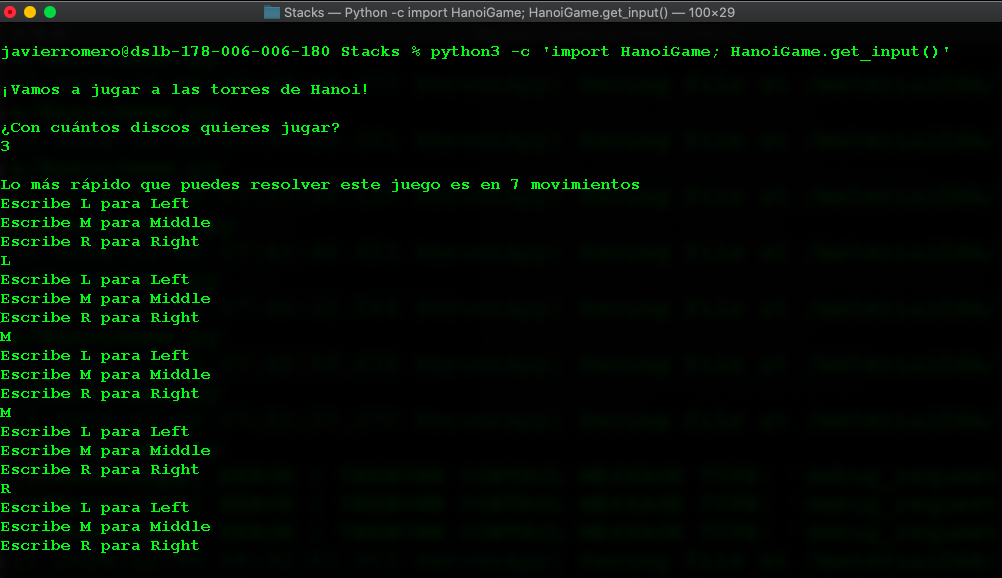 Stacks — Python -c import HanoiGame; HanoiGame.get_input() — 100×29
javierromero@dslb-178-006-006-180 Stacks % python3 -c 'import HanoiGame; HanoiGame.get_input()'
¡Vamos a jugar a las torres de Hanoi!
¿Con cuántos discos quieres jugar?
3
Lo más rápido que puedes resolver este juego es en 7 movimientos
Escribe L para Left
Escribe M para Middle
Escribe R para Right
L
Escribe L para Left
Escribe M para Middle
Escribe R para Right
M
Escribe L para Left
Escribe M para Middle
Escribe R para Right
M
Escribe L para Left
Escribe M para Middle
Escribe R para Right
R
Escribe L para Left
Escribe M para Middle
Escribe R para Right